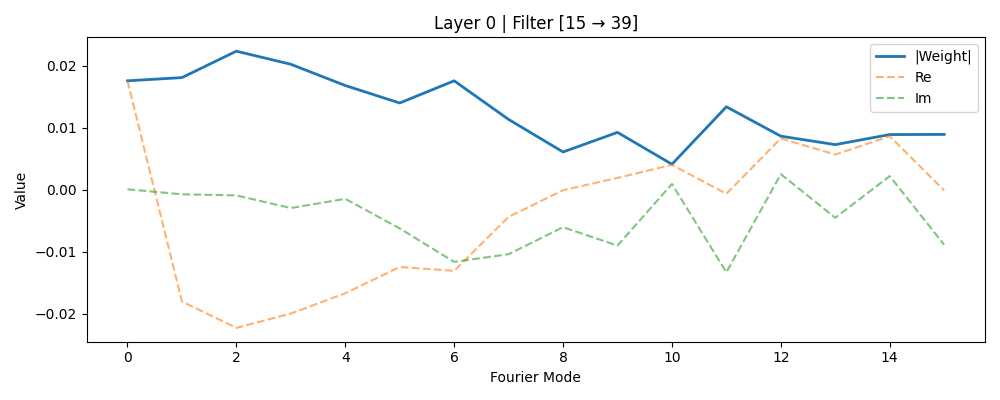 Layer 0 | Filter [15 → 39]
|Weight|
Re
Im
0.02
0.01
0.00
−0.01
−0.02
Value
0 2 4 6 8 10 12 14
Fourier Mode